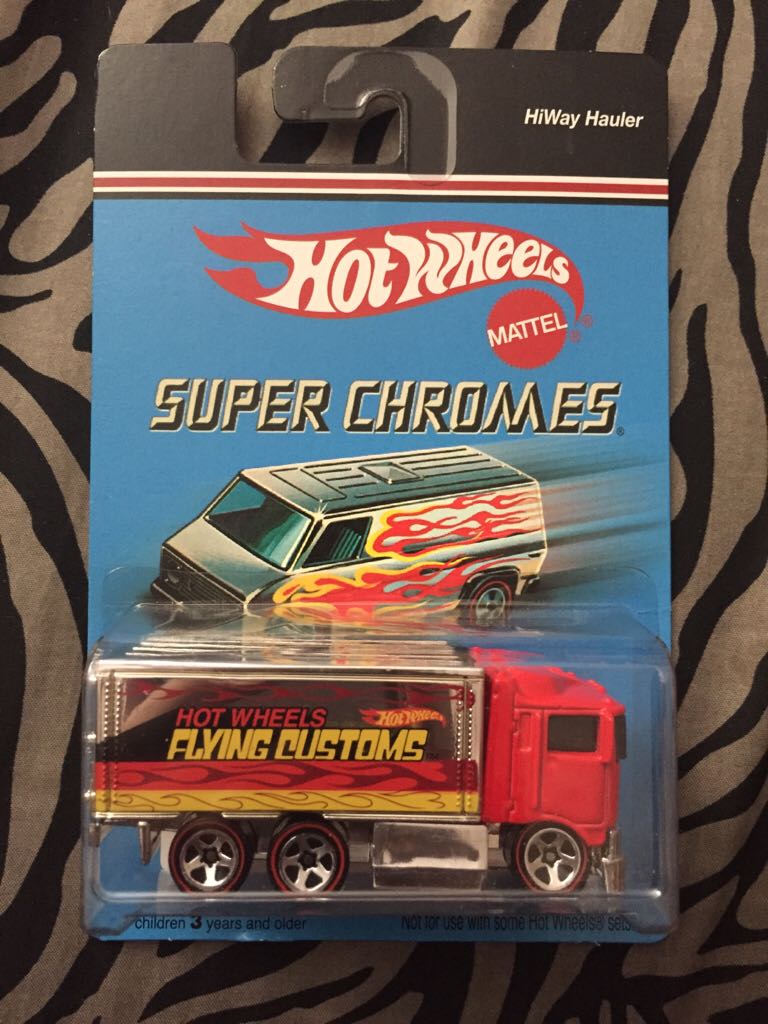 HiWay Hauler
Hot Wheels ®
MATTEL ®
SUPER CHROMES®
HOT WHEELS
Hot Wheels
FLYING CUSTOMS
children 3 years and older
Not for use with some Hot Wheels® sets